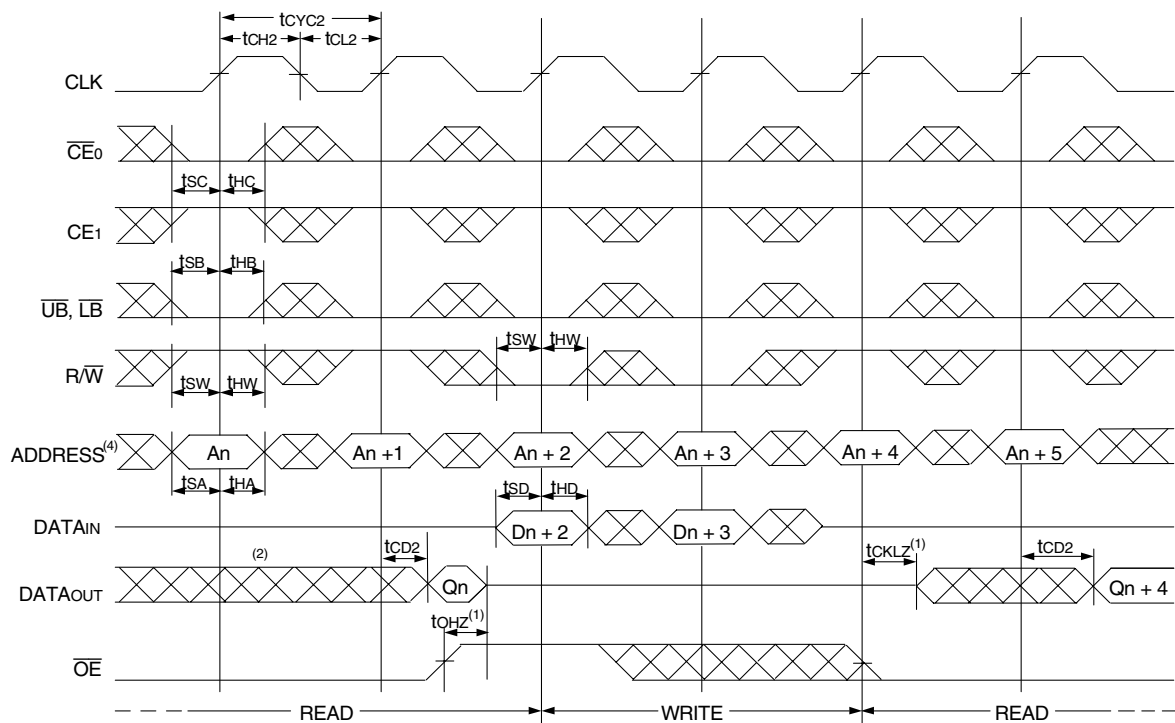 tCYC2
tCH2 tCL2
CLK
CE0
tSC tHC
CE1
tSB tHB
UB, LB
tSW tHW
R/W
tSW tHW
ADDRESS(4) An An + 1 An + 2 An + 3 An + 4 An + 5
tSA tHA
tSD tHD
DATAIN Dn + 2 Dn + 3
tCD2 tCKLZ(1) tCD2
(2)
DATAOUT Qn Qn + 4
tOHZ(1)
OE
READ WRITE READ